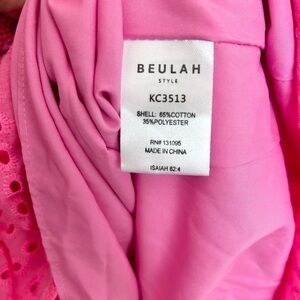 BEULAH
STYLE
KC3513
SHELL: 65%COTTON
35%POLYESTER
RN# 131095
MADE IN CHINA
ISAIAH 62:4